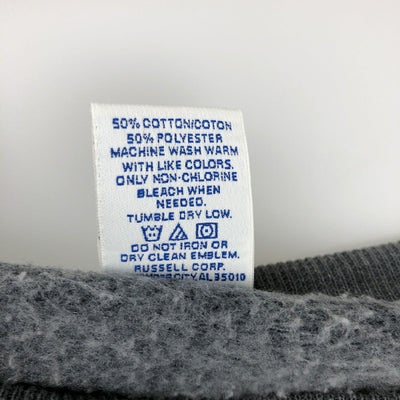 50% COTTON/COTON
50% POLYESTER
MACHINE WASH WARM
WITH LIKE COLORS.
ONLY NON-CHLORINE
BLEACH WHEN
NEEDED.
TUMBLE DRY LOW.
DO NOT IRON OR
DRY CLEAN EMBLEM.
RUSSELL CORP.
CITY, AL 35010